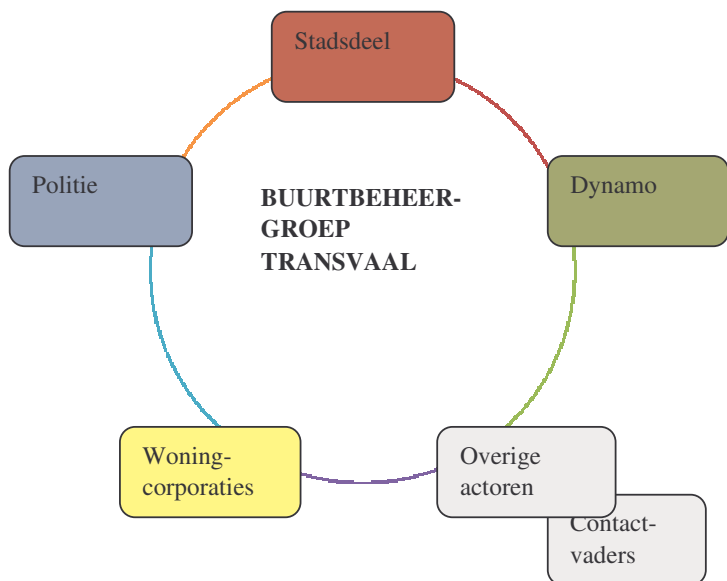 Stadsdeel
Politie
Dynamo
BUURTBEHEER-
GROEP
TRANSVAAL
Woning-
corporaties
Overige
actoren
Contact-
vaders